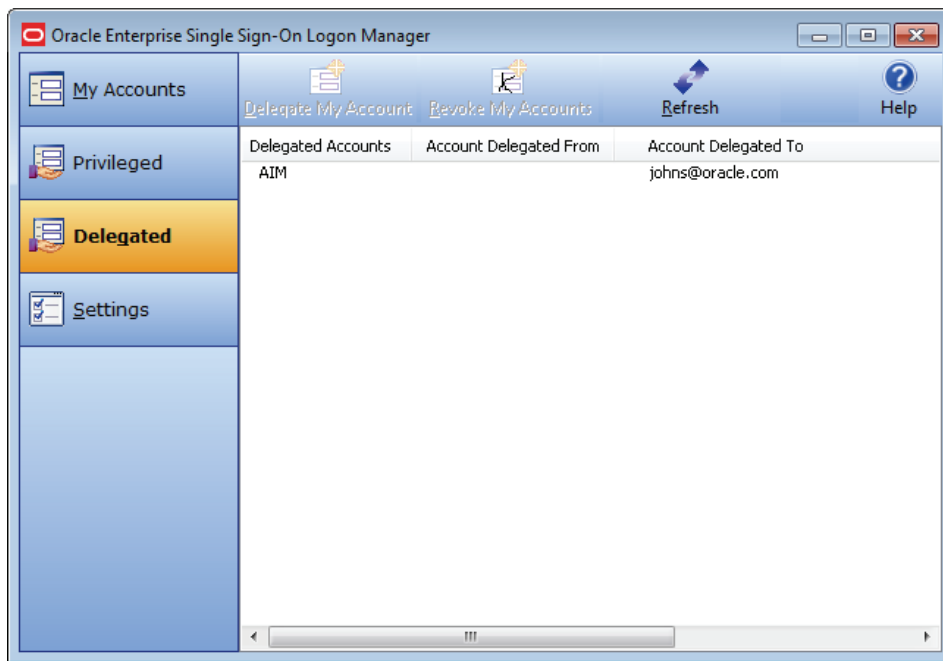 Oracle Enterprise Single Sign-On Logon Manager
My Accounts
Privileged
Delegated
Settings
Delegate My Account
Revoke My Accounts
Refresh
Help
Delegated Accounts
Account Delegated From
Account Delegated To
AIM
johns@oracle.com